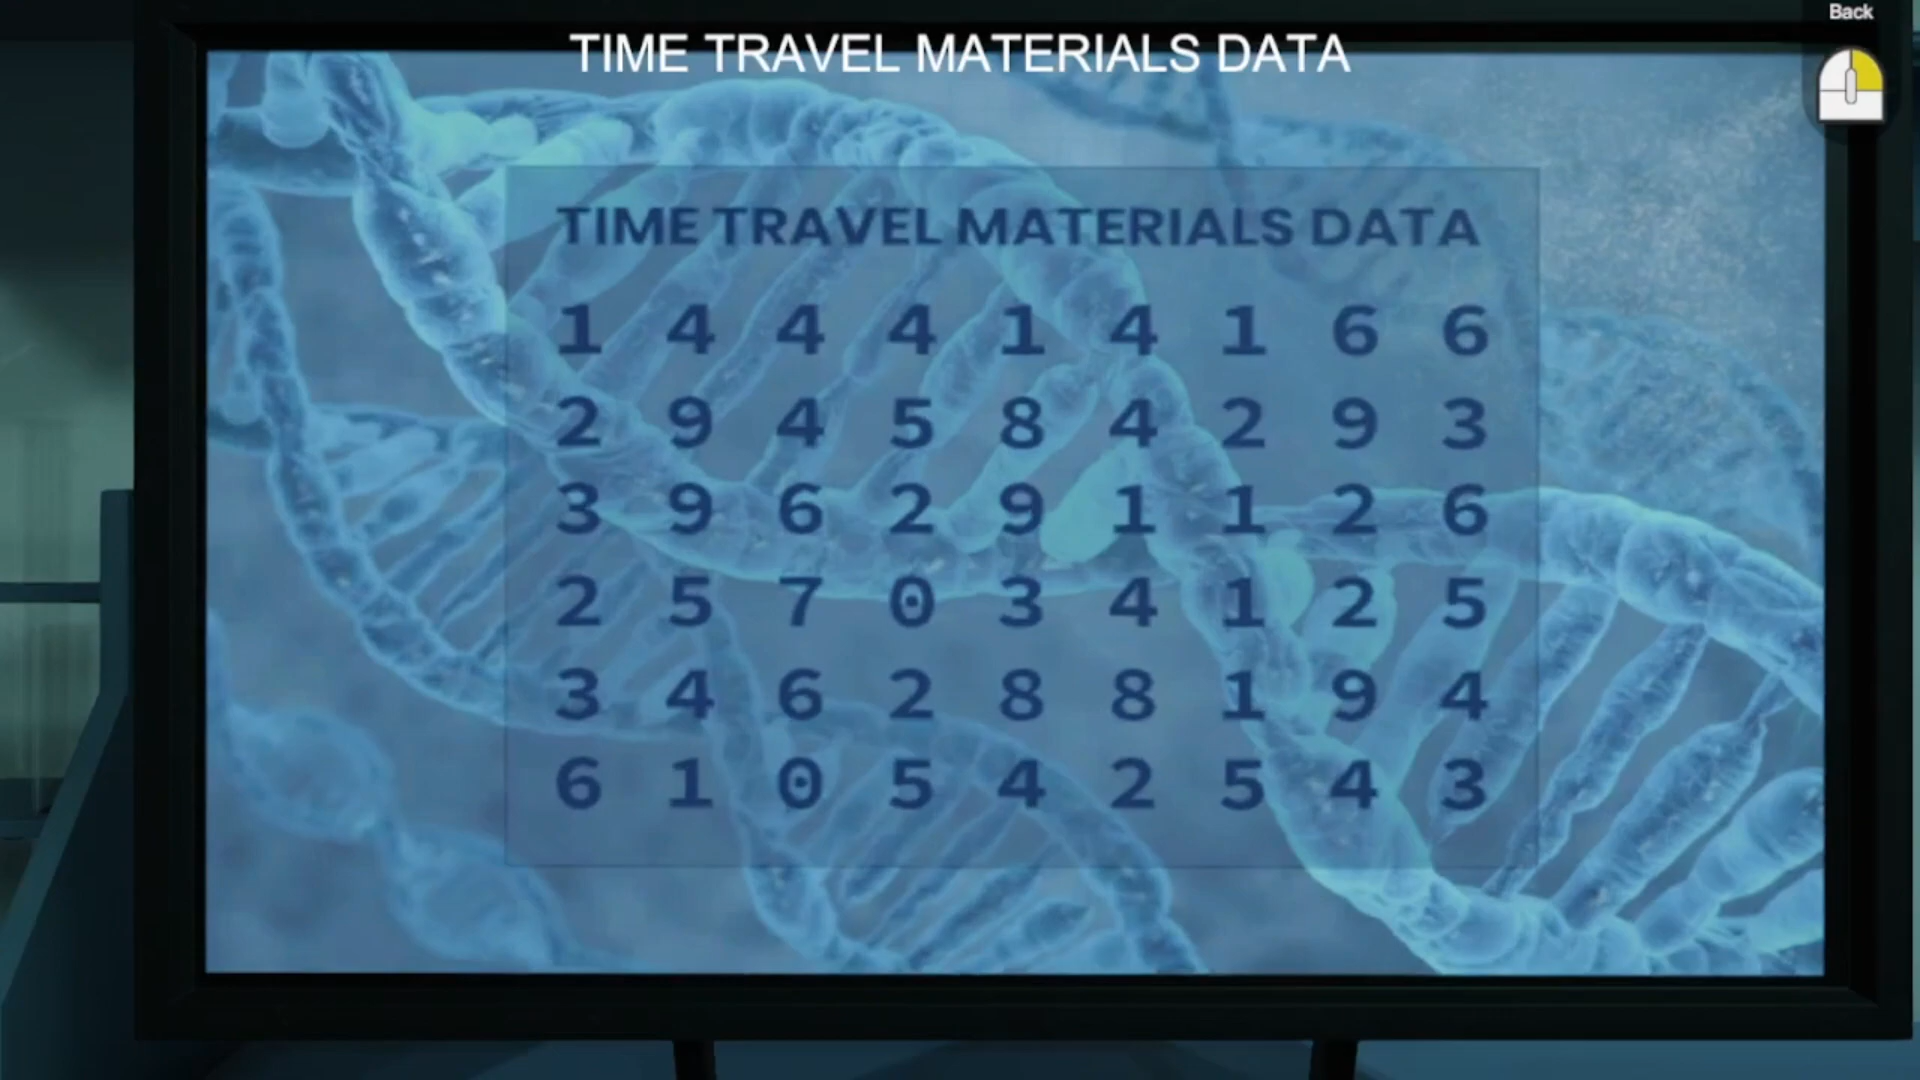 Back
TIME TRAVEL MATERIALS DATA
TIME TRAVEL MATERIALS DATA
1 4 4 4 1 4 1 6 6
2 9 4 5 8 4 2 9 3
3 9 6 2 9 1 1 2 6
2 5 7 0 3 4 1 2 5
3 4 6 2 8 8 1 9 4
6 1 0 5 4 2 5 4 3